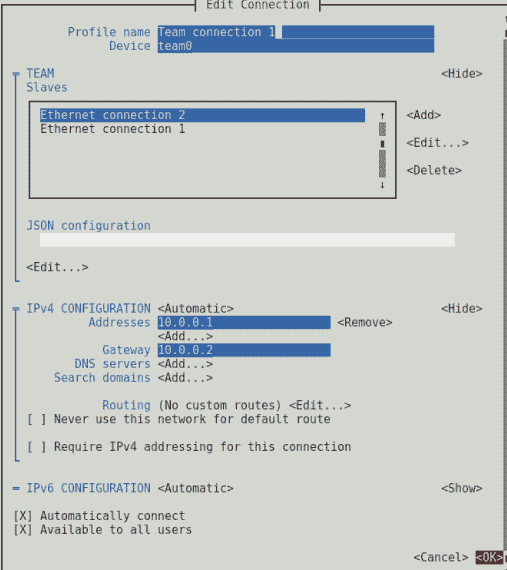 Edit Connection
Profile name Team connection 1
Device team0
TEAM <Hide>
Slaves
Ethernet connection 2 <Add>
Ethernet connection 1
<Edit...>
<Delete>
JSON configuration
<Edit...>
IPv4 CONFIGURATION <Automatic> <Hide>
Addresses 10.0.0.1 <Remove>
<Add...>
Gateway 10.0.0.2
DNS servers <Add...>
Search domains <Add...>
Routing (No custom routes) <Edit...>
[ ] Never use this network for default route
[ ] Require IPv4 addressing for this connection
IPv6 CONFIGURATION <Automatic> <Show>
[X] Automatically connect
[X] Available to all users
<Cancel> <OK>